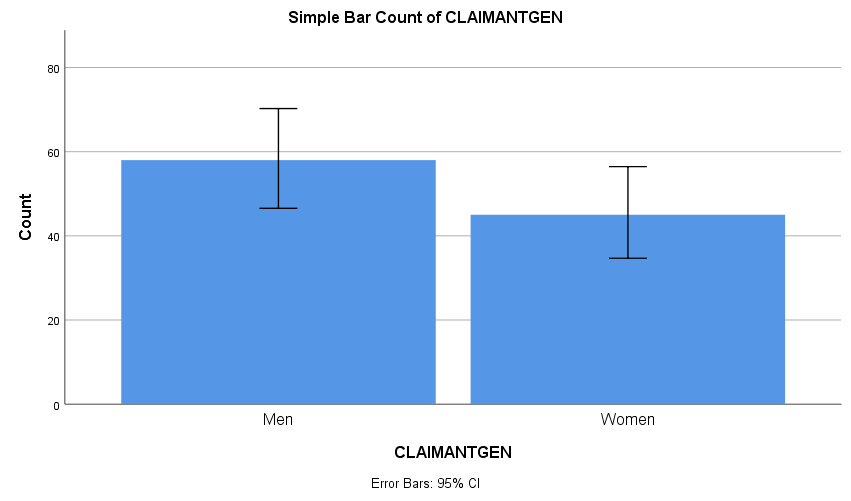 Simple Bar Count of CLAIMANTGEN
80
60
40
20
0
Count
Men
Women
CLAIMANTGEN
Error Bars: 95% CI